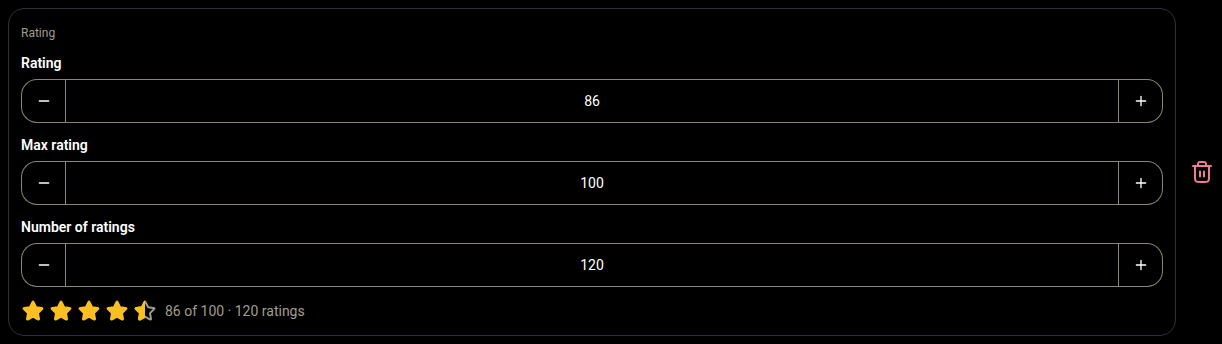 Rating
Rating
86
Max rating
100
Number of ratings
120
86 of 100 · 120 ratings